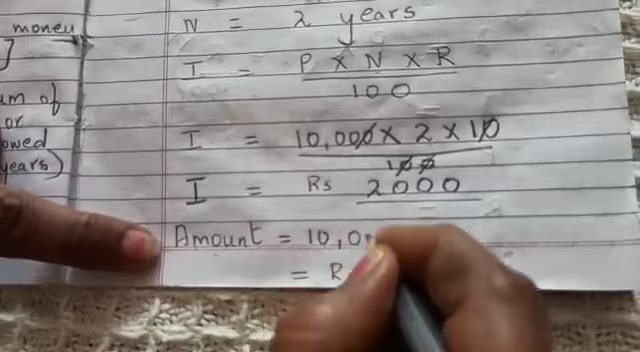 money
]
N = 2 years
I = P X N X R
100
um of
or
I = 10,000 X 2 X 10
100
owed
years)
I = Rs 2000
Amount = 10,0
= R